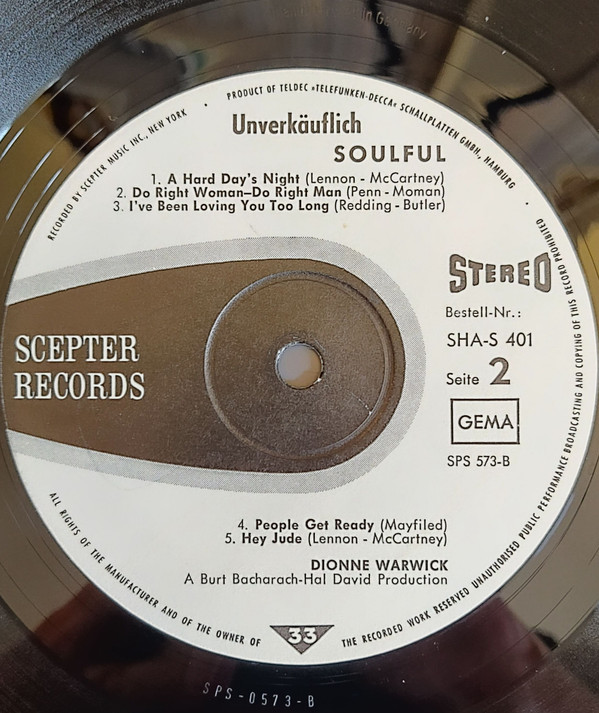 in Germany
RECORDED BY SCEPTER MUSIC INC., NEW YORK • PRODUCT OF TELDEC »TELEFUNKEN-DECCA« SCHALLPLATTEN GMBH, HAMBURG •
Unverkäuflich
SOULFUL
1. A Hard Day's Night (Lennon - McCartney)
2. Do Right Woman–Do Right Man (Penn - Moman)
3. I've Been Loving You Too Long (Redding - Butler)
STEREO
Bestell-Nr.:
SHA-S 401
Seite 2
GEMA
SPS 573-B
SCEPTER
RECORDS
4. People Get Ready (Mayfiled)
5. Hey Jude (Lennon - McCartney)
DIONNE WARWICK
A Burt Bacharach-Hal David Production
33
ALL RIGHTS OF THE MANUFACTURER AND OF THE OWNER OF THE RECORDED WORK RESERVED UNAUTHORISED PUBLIC PERFORMANCE BROADCASTING AND COPYING OF THIS RECORD PROHIBITED
SPS-0573-B